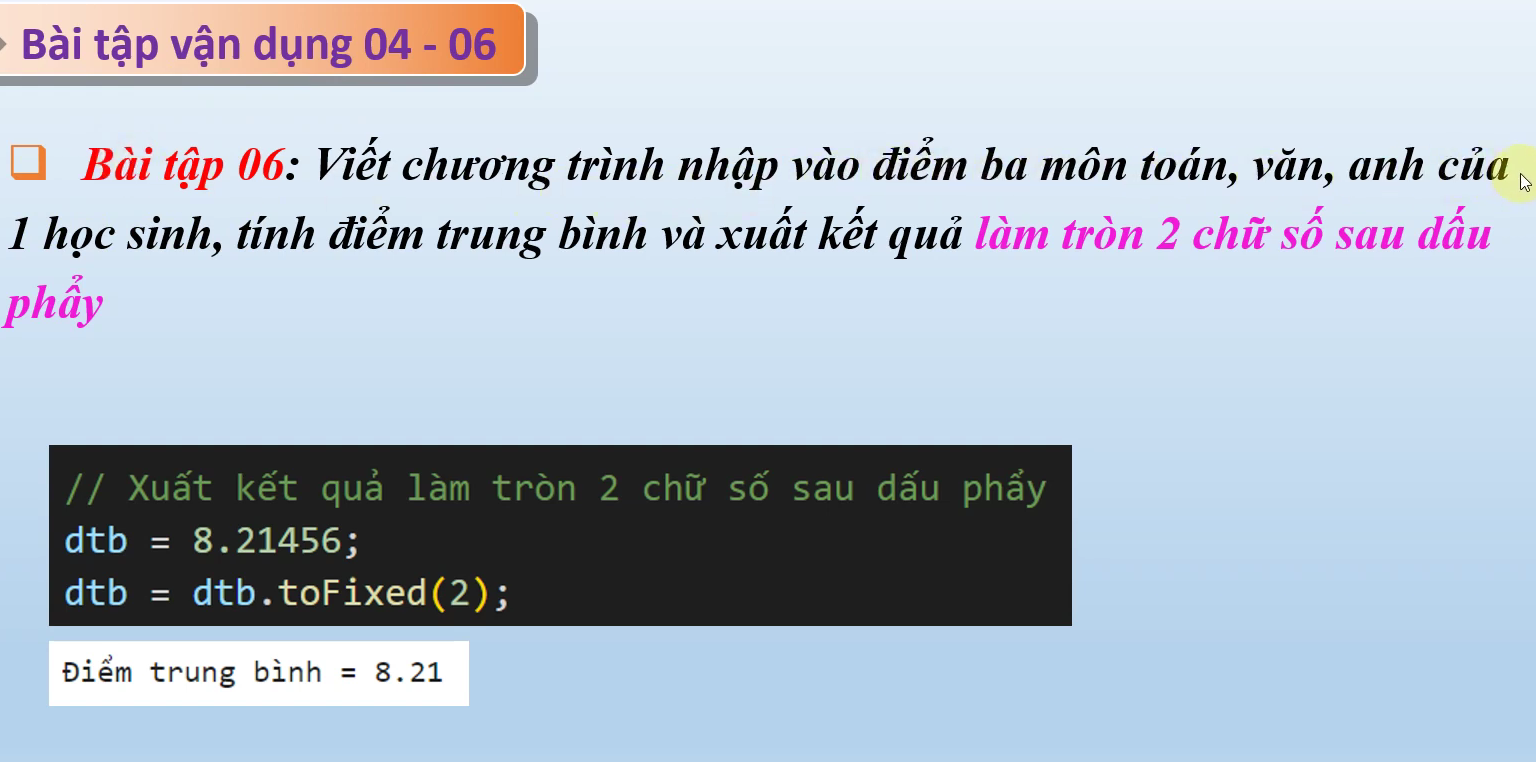 Bài tập vận dụng 04 - 06
Bài tập 06: Viết chương trình nhập vào điểm ba môn toán, văn, anh của
1 học sinh, tính điểm trung bình và xuất kết quả làm tròn 2 chữ số sau dấu
phẩy
// Xuất kết quả làm tròn 2 chữ số sau dấu phẩy
dtb = 8.21456;
dtb = dtb.toFixed(2);
Điểm trung bình = 8.21